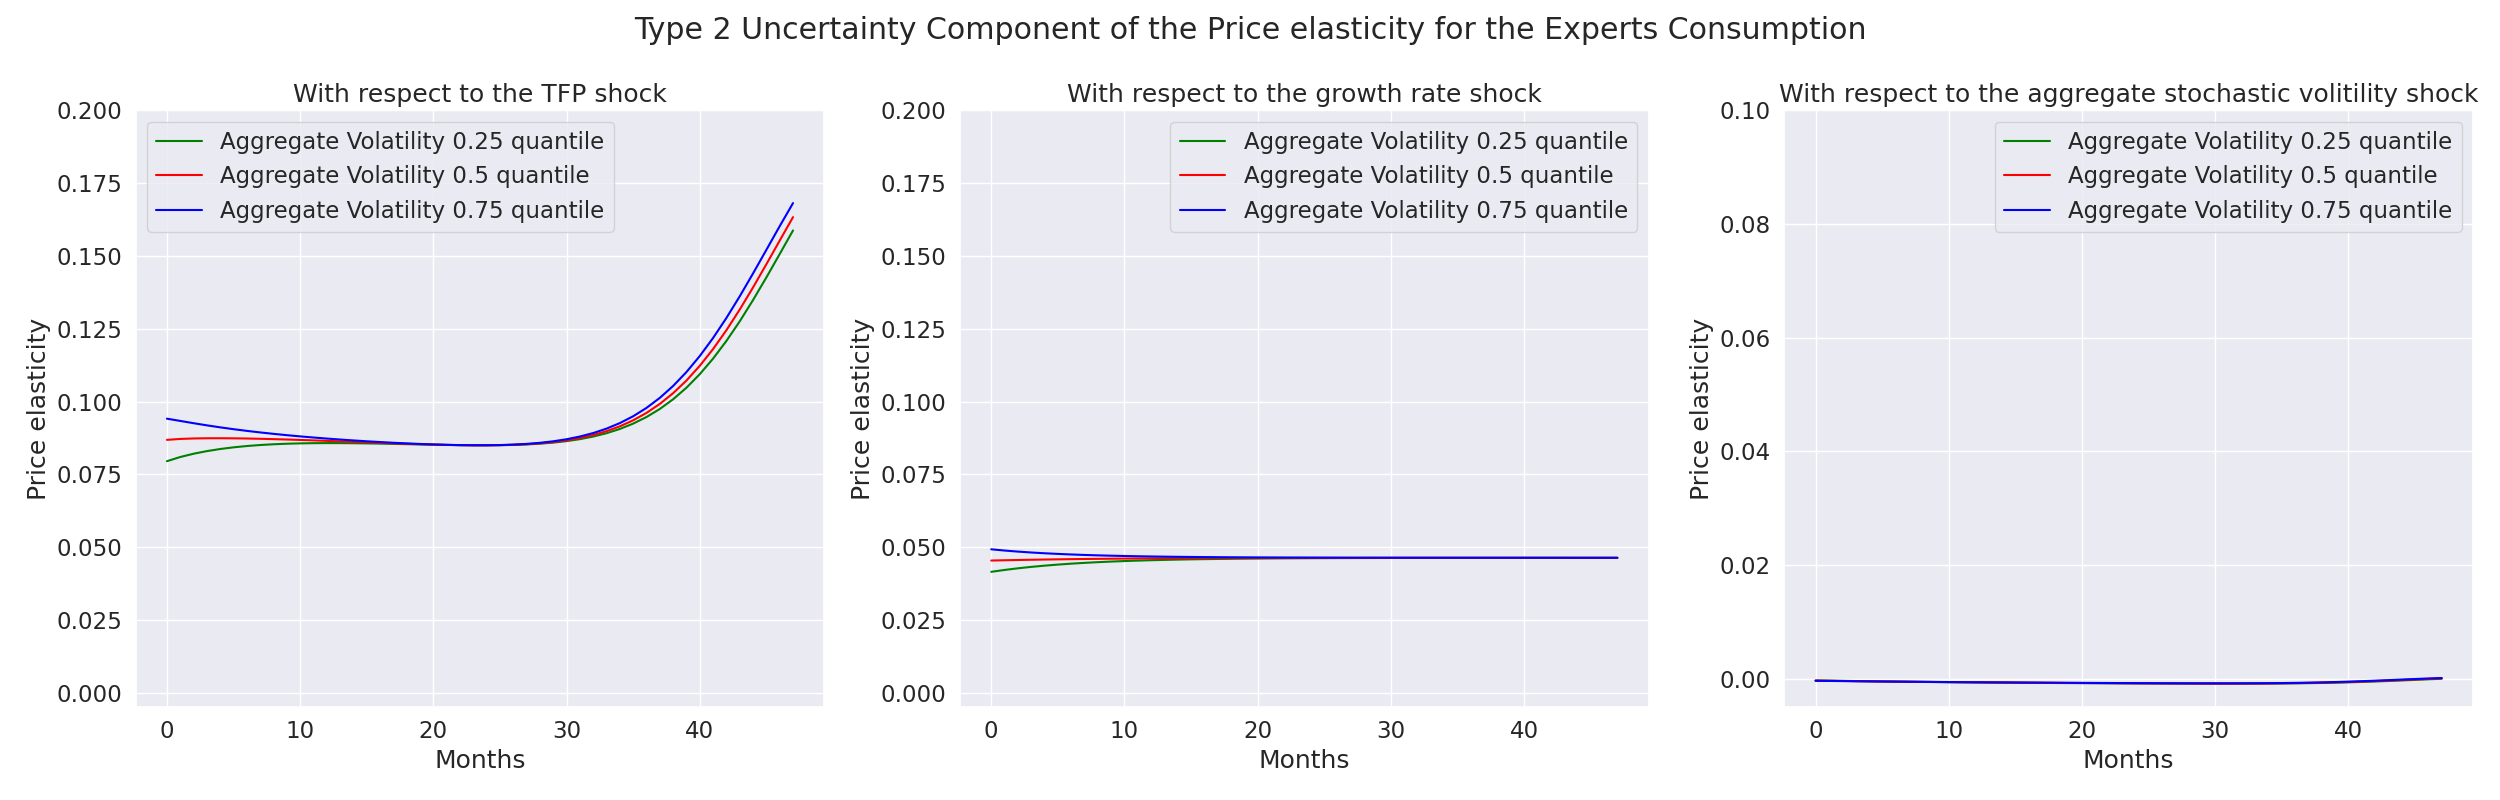 Type 2 Uncertainty Component of the Price elasticity for the Experts Consumption
With respect to the TFP shock
0.200
0.175
0.150
0.125
0.100
0.075
0.050
0.025
0.000
Price elasticity
Aggregate Volatility 0.25 quantile
Aggregate Volatility 0.5 quantile
Aggregate Volatility 0.75 quantile
0 10 20 30 40
Months
With respect to the growth rate shock
0.200
0.175
0.150
0.125
0.100
0.075
0.050
0.025
0.000
Price elasticity
Aggregate Volatility 0.25 quantile
Aggregate Volatility 0.5 quantile
Aggregate Volatility 0.75 quantile
0 10 20 30 40
Months
With respect to the aggregate stochastic volitility shock
0.10
0.08
0.06
0.04
0.02
0.00
Price elasticity
Aggregate Volatility 0.25 quantile
Aggregate Volatility 0.5 quantile
Aggregate Volatility 0.75 quantile
0 10 20 30 40
Months